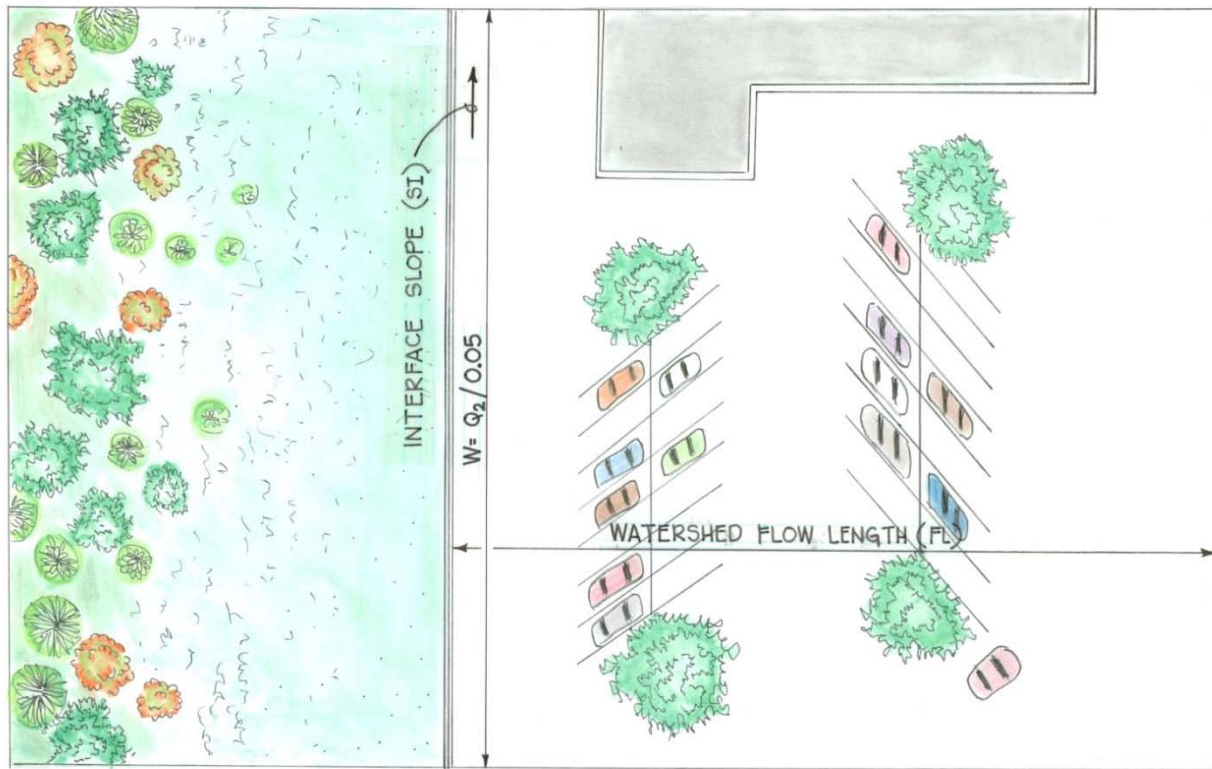 INTERFACE SLOPE (SI)
W= Q₂/0.05
WATERSHED FLOW LENGTH (FL)